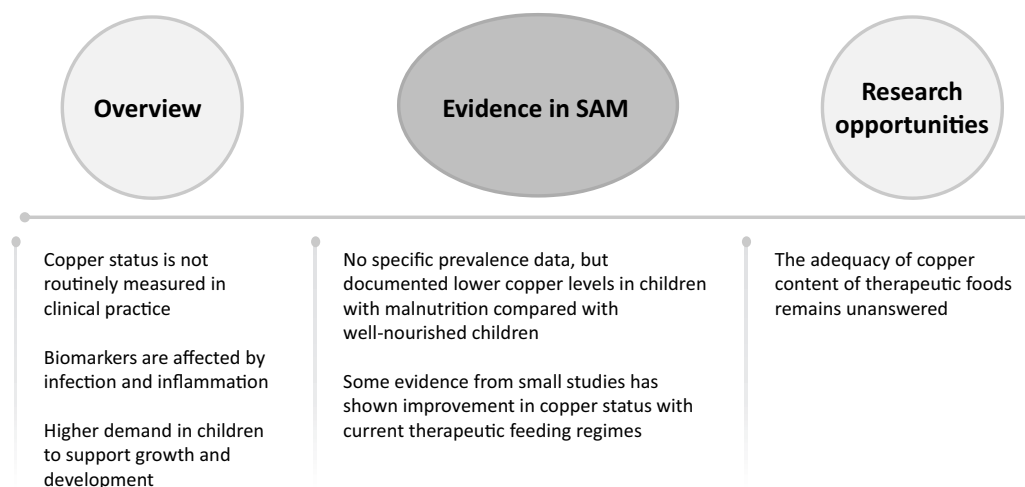 Overview
Evidence in SAM
Research
opportunities
Copper status is not
routinely measured in
clinical practice
Biomarkers are affected by
infection and inflammation
Higher demand in children
to support growth and
development
No specific prevalence data, but
documented lower copper levels in children
with malnutrition compared with
well-nourished children
Some evidence from small studies has
shown improvement in copper status with
current therapeutic feeding regimes
The adequacy of copper
content of therapeutic foods
remains unanswered